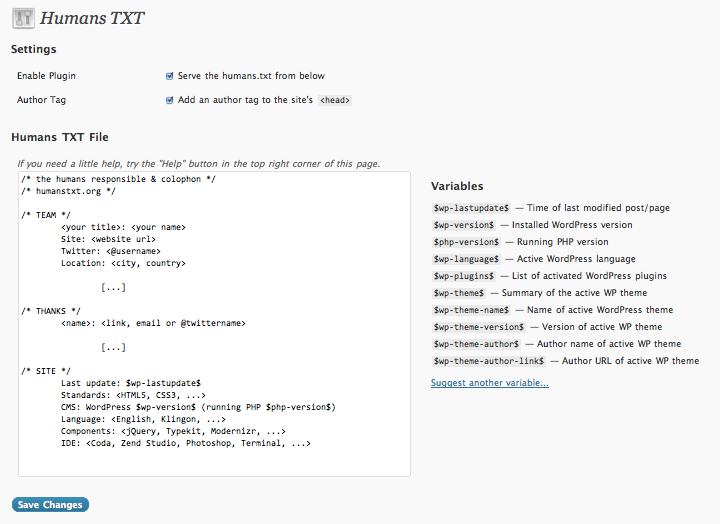 Humans TXT
Settings
Enable Plugin Serve the humans.txt from below
Author Tag Add an author tag to the site's <head>
Humans TXT File
If you need a little help, try the "Help" button in the top right corner of this page.
/* the humans responsible & colophon */
/* humanstxt.org */
/* TEAM */
<your title>: <your name>
Site: <website url>
Twitter: <@username>
Location: <city, country>
[...]
/* THANKS */
<name>: <link, email or @twittername>
[...]
/* SITE */
Last update: $wp-lastupdate$
Standards: <HTML5, CSS3, ...>
CMS: WordPress $wp-version$ (running PHP $php-version$)
Language: <English, Klingon, ...>
Components: <jQuery, Typekit, Modernizr, ...>
IDE: <Coda, Zend Studio, Photoshop, Terminal, ...>
Variables
$wp-lastupdate$ — Time of last modified post/page
$wp-version$ — Installed WordPress version
$php-version$ — Running PHP version
$wp-language$ — Active WordPress language
$wp-plugins$ — List of activated WordPress plugins
$wp-theme$ — Summary of the active WP theme
$wp-theme-name$ — Name of active WordPress theme
$wp-theme-version$ — Version of active WP theme
$wp-theme-author$ — Author name of active WP theme
$wp-theme-author-link$ — Author URL of active WP theme
Suggest another variable...
Save Changes